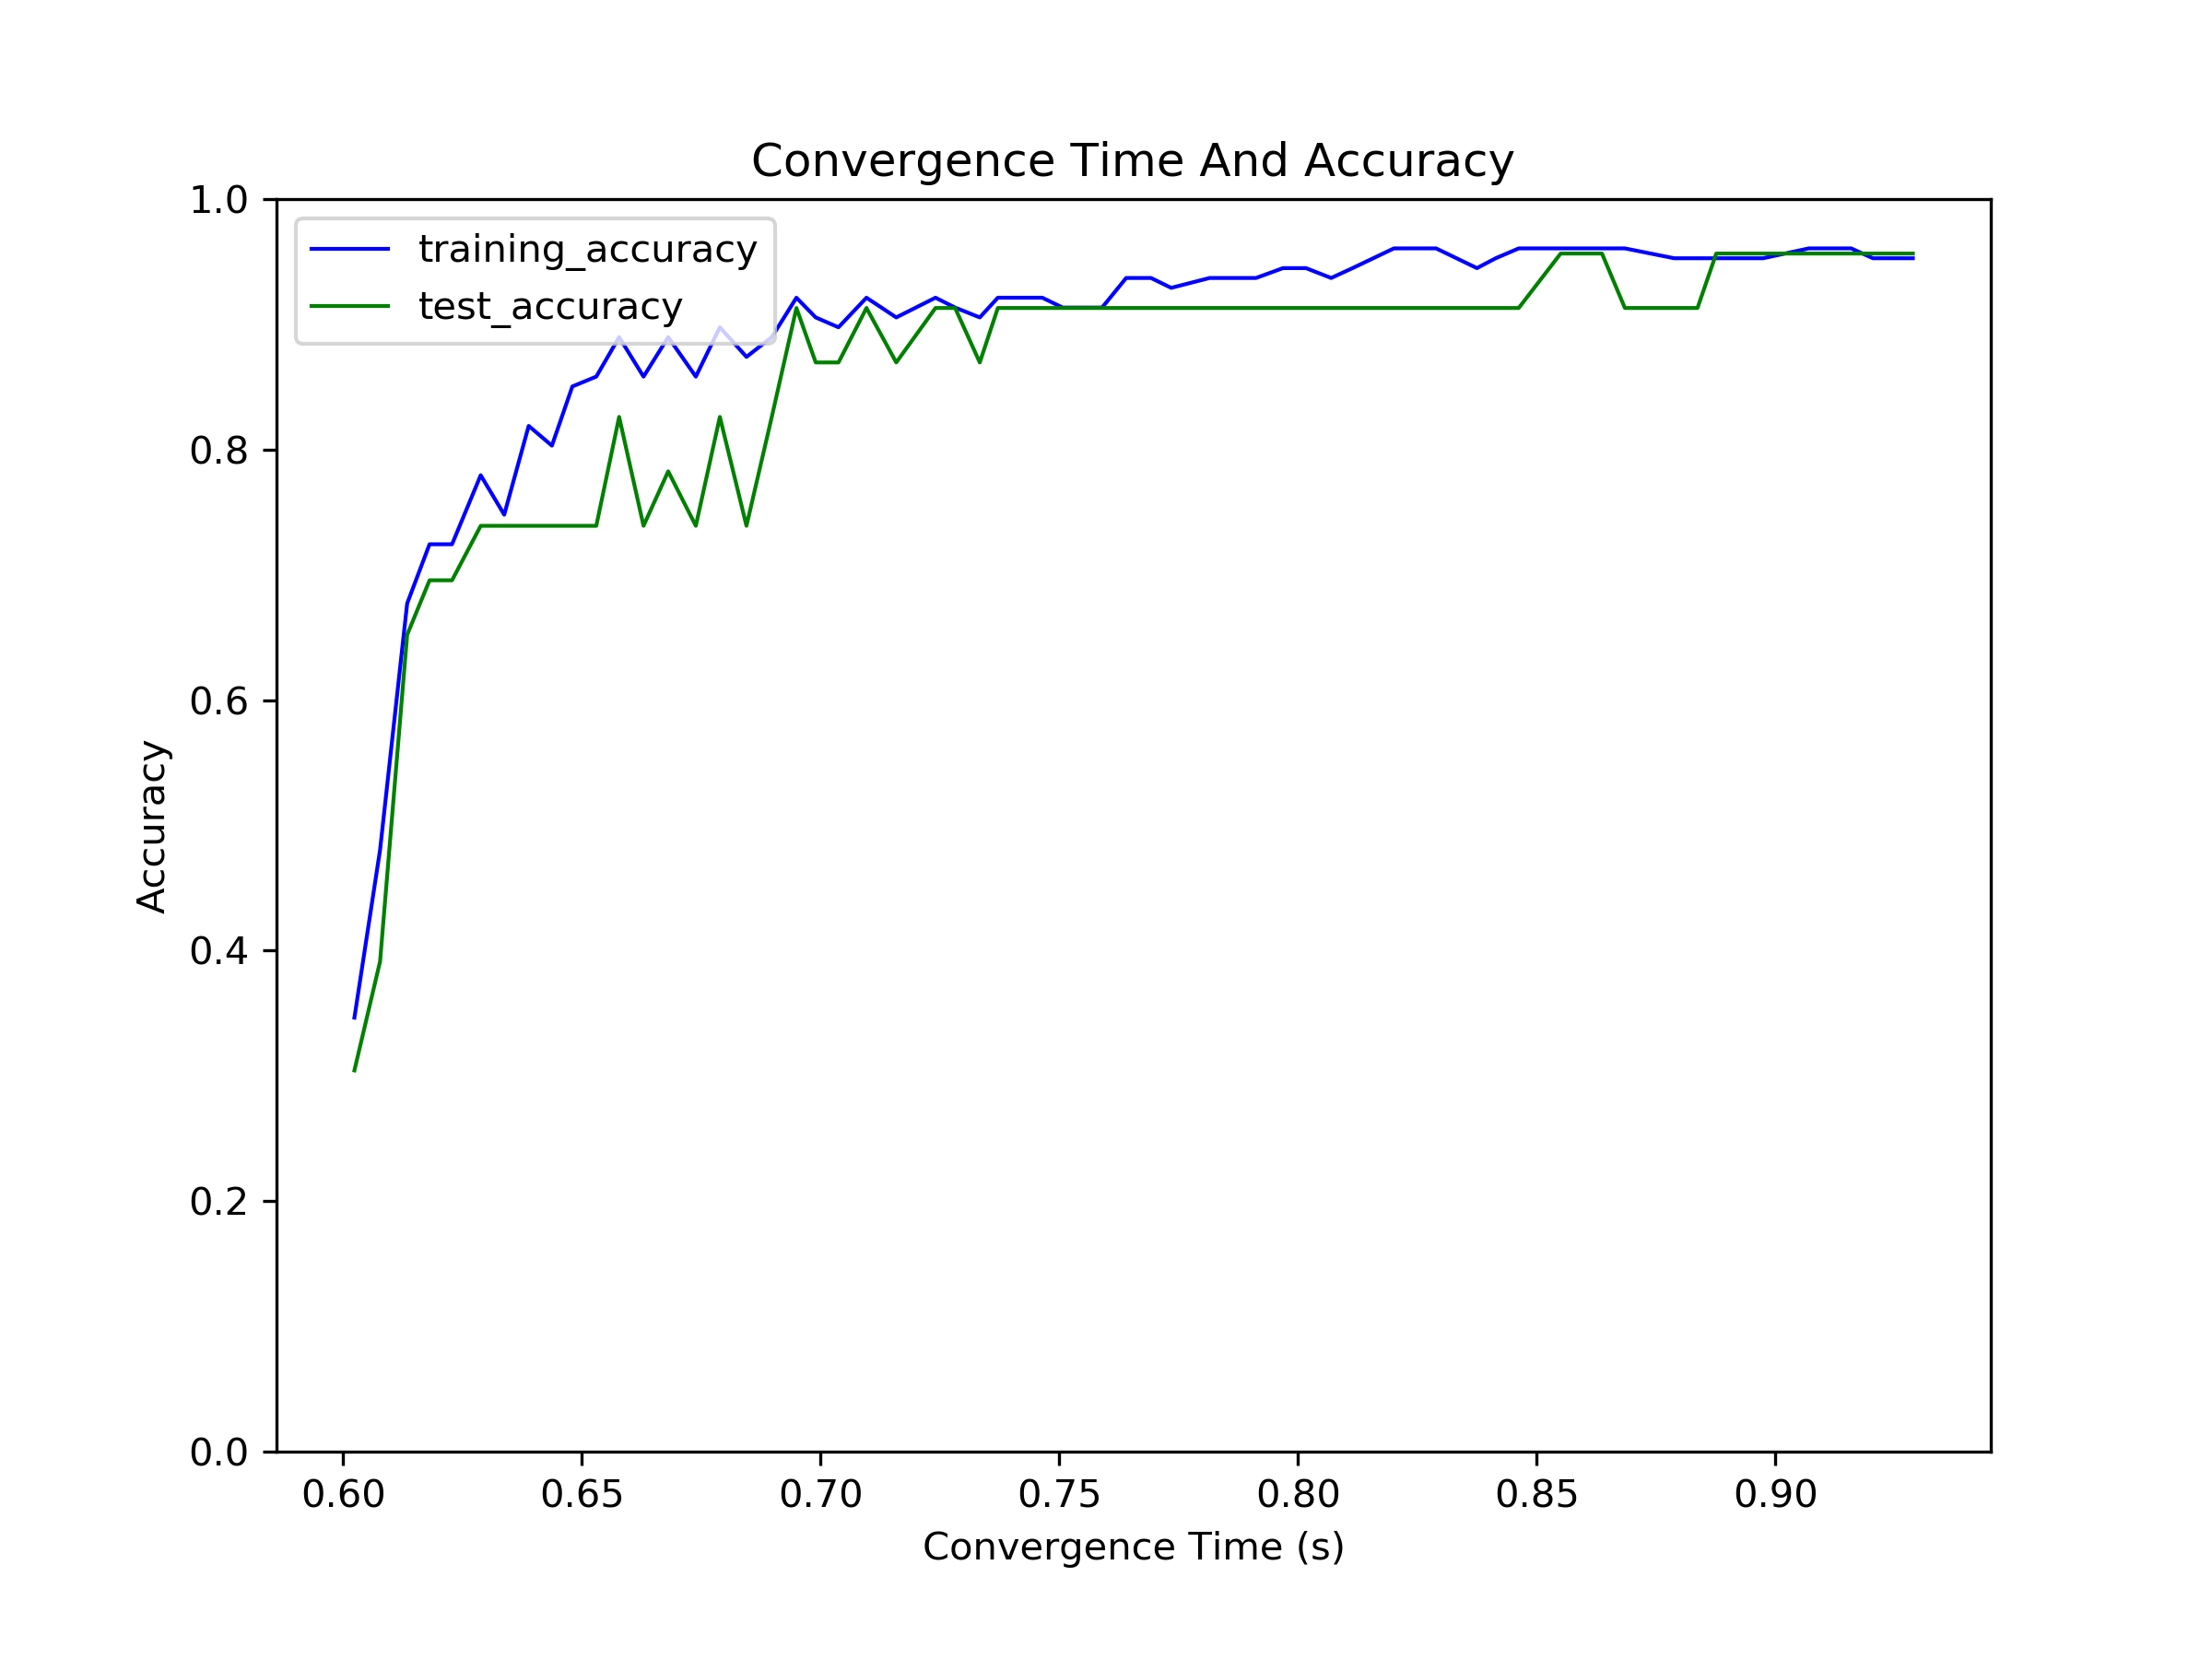 Convergence Time And Accuracy
1.0
training_accuracy
test_accuracy
0.8
0.6
Accuracy
0.4
0.2
0.0
0.60 0.65 0.70 0.75 0.80 0.85 0.90
Convergence Time (s)